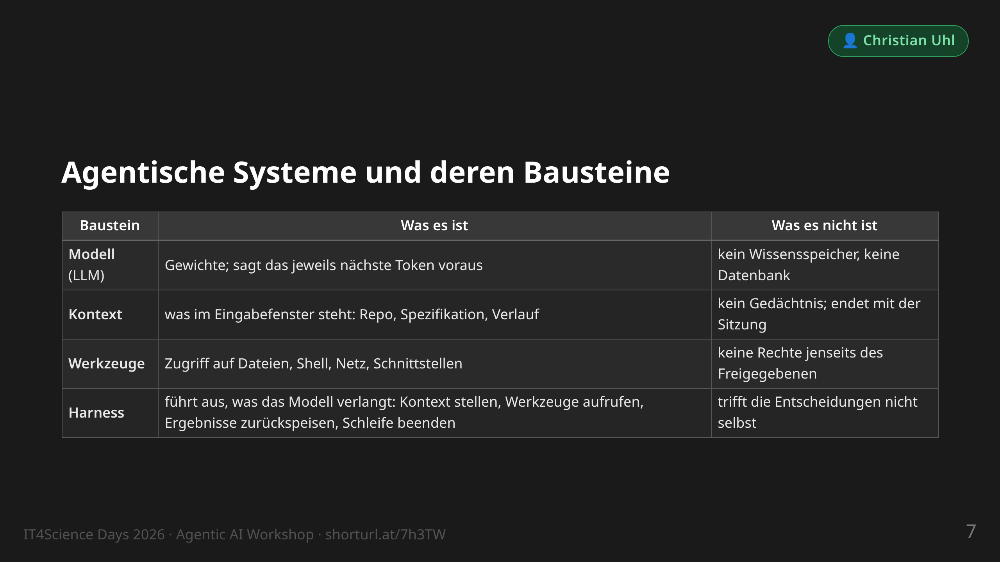 👤 Christian Uhl
Agentische Systeme und deren Bausteine
Baustein
Was es ist
Was es nicht ist
Modell
(LLM)
Gewichte; sagt das jeweils nächste Token voraus
kein Wissensspeicher, keine
Datenbank
Kontext
was im Eingabefenster steht: Repo, Spezifikation, Verlauf
kein Gedächtnis; endet mit der
Sitzung
Werkzeuge
Zugriff auf Dateien, Shell, Netz, Schnittstellen
keine Rechte jenseits des
Freigegebenen
Harness
führt aus, was das Modell verlangt: Kontext stellen, Werkzeuge aufrufen,
Ergebnisse zurückspeisen, Schleife beenden
trifft die Entscheidungen nicht
selbst
IT4Science Days 2026 · Agentic AI Workshop · shorturl.at/7h3TW
7